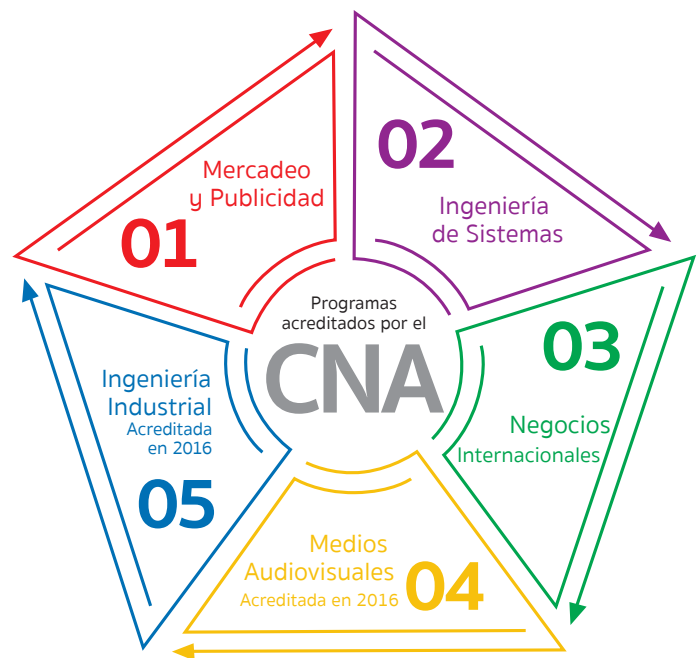 Programas
acreditados por el
CNA
01
Mercadeo
y Publicidad
02
Ingeniería
de Sistemas
03
Negocios
Internacionales
04
Medios
Audiovisuales
Acreditada en 2016
05
Ingeniería
Industrial
Acreditada
en 2016